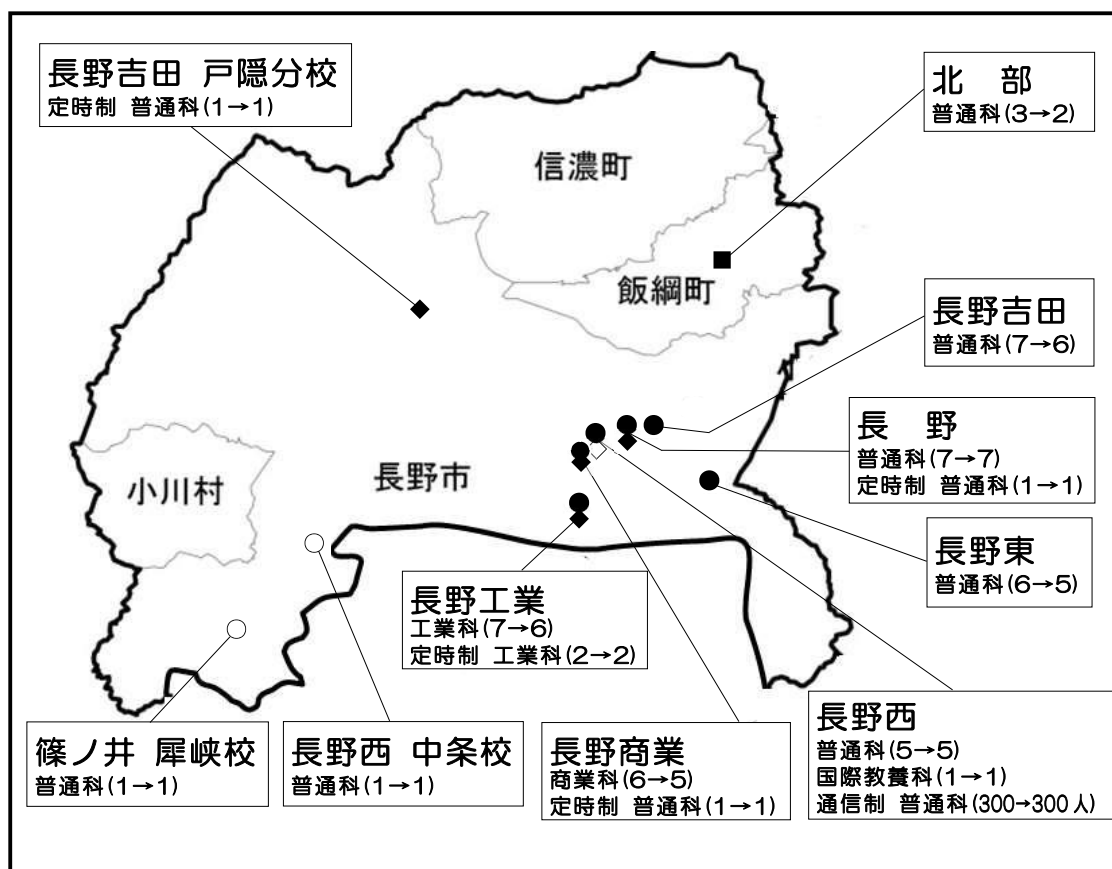 長野吉田 戸隠分校
定時制 普通科(1→1)
北 部
普通科(3→2)
信濃町
飯綱町
長野吉田
普通科(7→6)
長 野
普通科(7→7)
定時制 普通科(1→1)
小川村
長野市
長野東
普通科(6→5)
長野工業
工業科(7→6)
定時制 工業科(2→2)
篠ノ井 犀峡校
普通科(1→1)
長野西 中条校
普通科(1→1)
長野商業
商業科(6→5)
定時制 普通科(1→1)
長野西
普通科(5→5)
国際教養科(1→1)
通信制 普通科(300→300人)